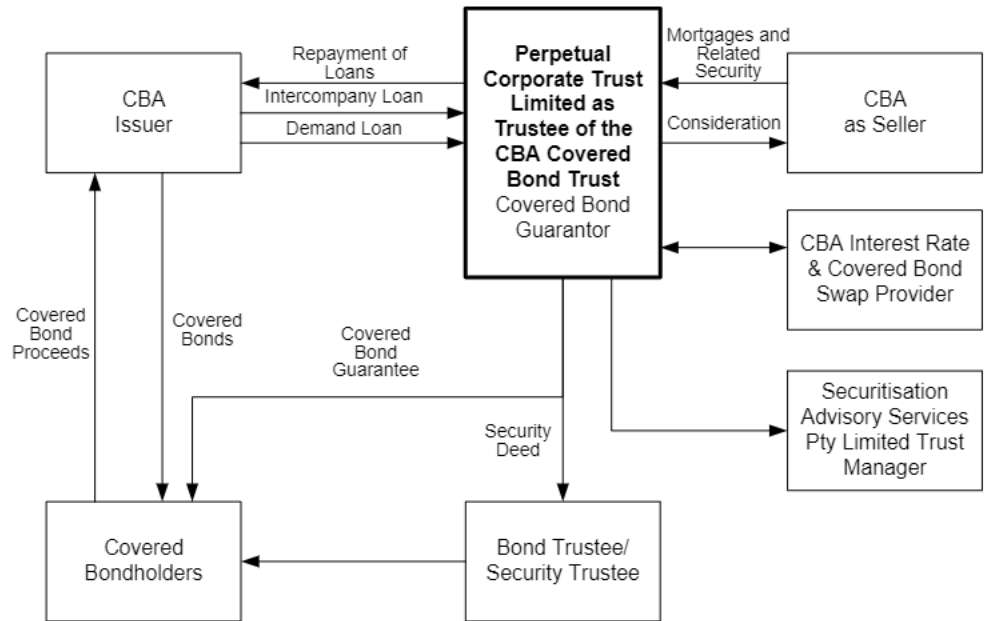 CBA
Issuer
Repayment of
Loans
Intercompany Loan
Demand Loan
Perpetual
Corporate Trust
Limited as
Trustee of the
CBA Covered
Bond Trust
Covered Bond
Guarantor
Mortgages and
Related
Security
Consideration
CBA
as Seller
CBA Interest Rate
& Covered Bond
Swap Provider
Covered
Bond
Proceeds
Covered
Bonds
Covered
Bond
Guarantee
Security
Deed
Securitisation
Advisory Services
Pty Limited Trust
Manager
Covered
Bondholders
Bond Trustee/
Security Trustee